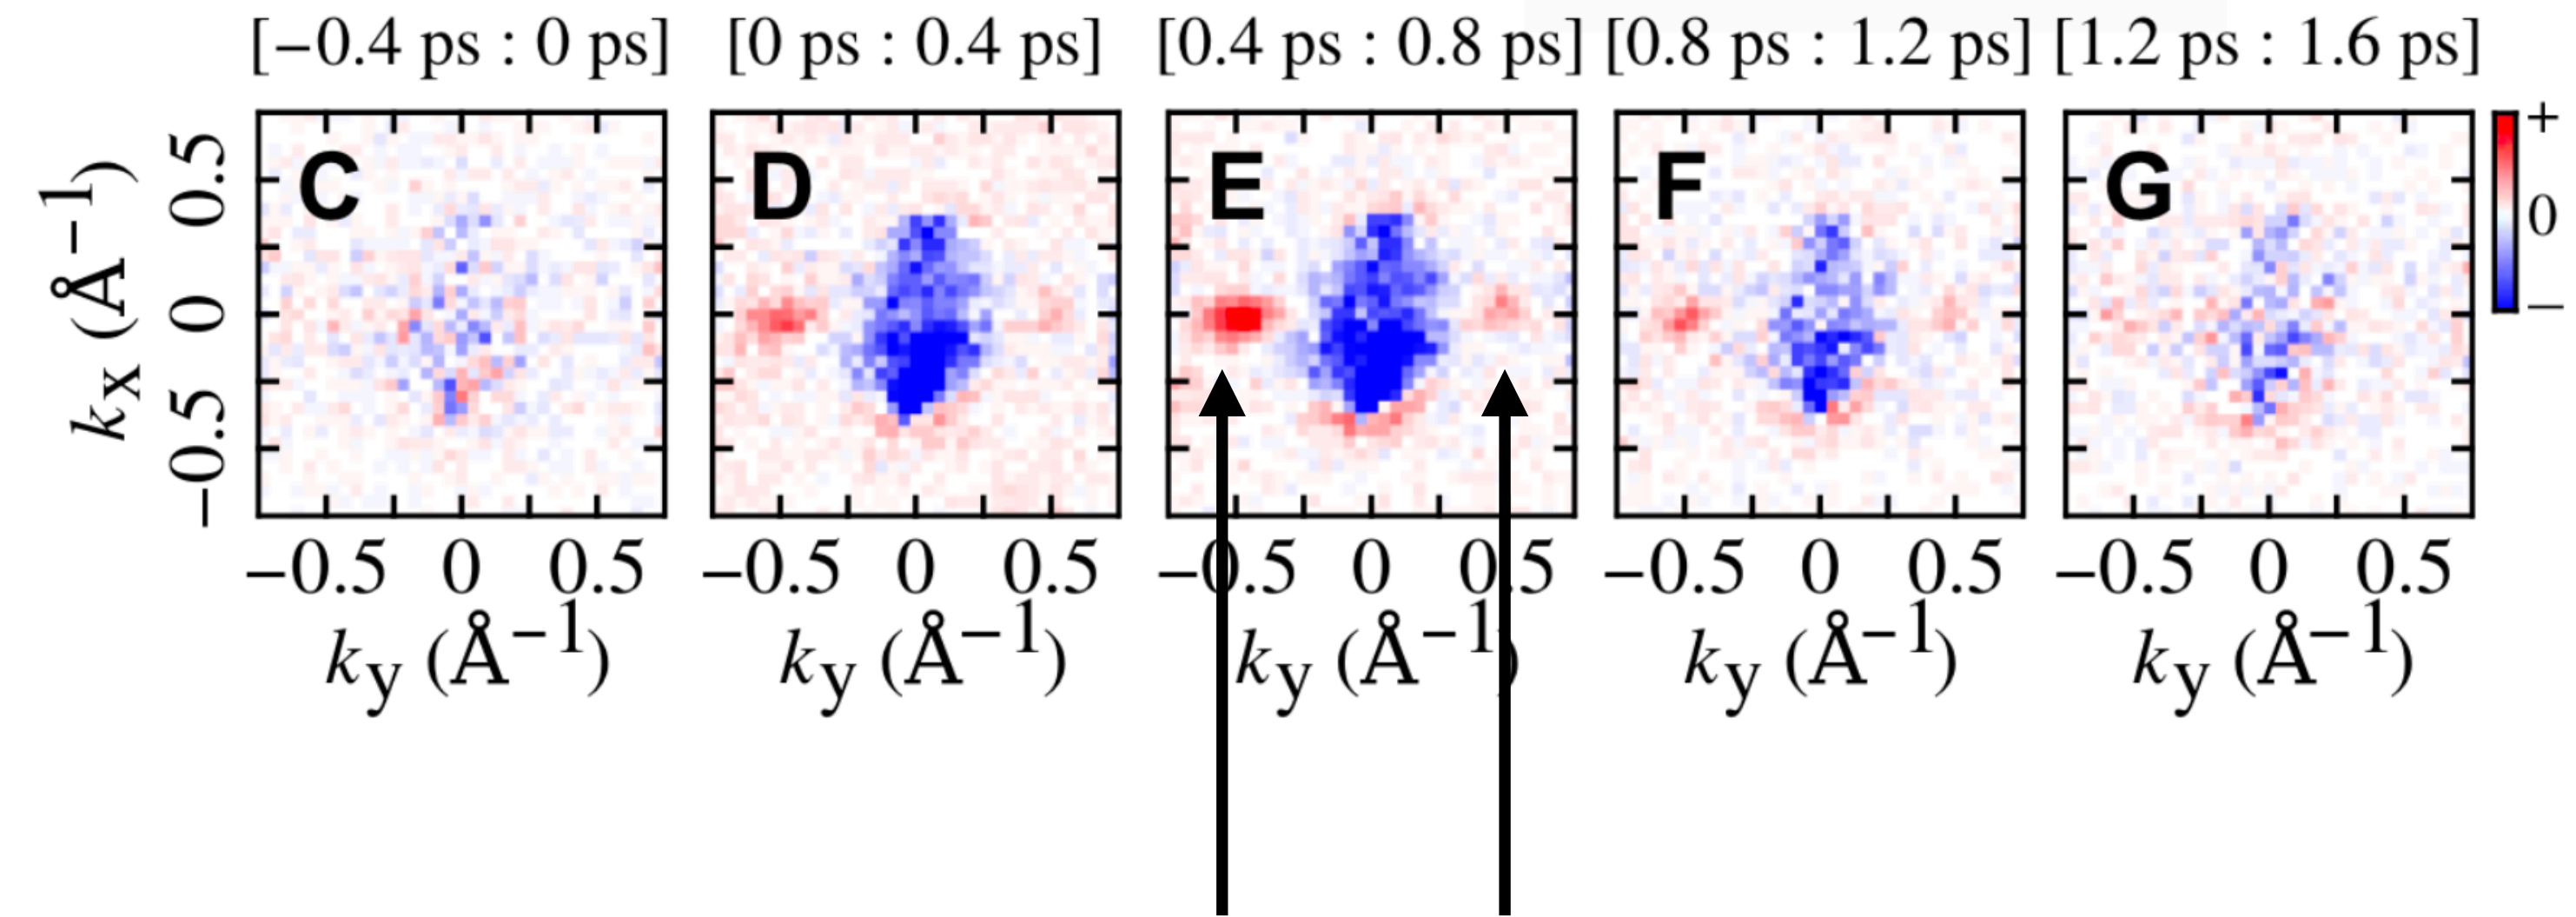 [−0.4 ps : 0 ps] [0 ps : 0.4 ps] [0.4 ps : 0.8 ps] [0.8 ps : 1.2 ps] [1.2 ps : 1.6 ps]
C D E F G
+
0
−
kx (Å−1)
0.5
0
−0.5
−0.5 0 0.5 −0.5 0 0.5 −0.5 0 0.5 −0.5 0 0.5 −0.5 0 0.5
ky (Å−1) ky (Å−1) ky (Å−1) ky (Å−1) ky (Å−1)